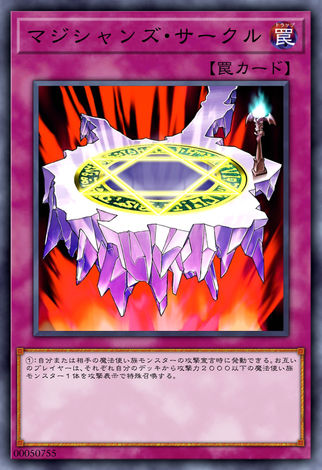 マジシャンズ・サークル
トラップ
罠
【罠カード】
①:自分または相手の魔法使い族モンスターの攻撃宣言時に発動できる。お互い
のプレイヤーは、それぞれ自分のデッキから攻撃力2000以下の魔法使い族
モンスター1体を攻撃表示で特殊召喚する。
00050755